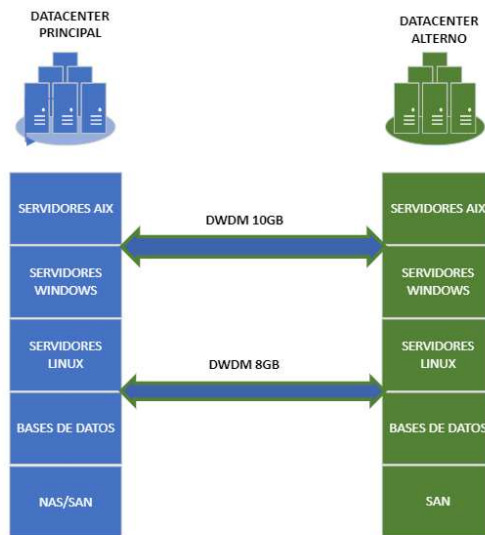 DATACENTER
PRINCIPAL
DATACENTER
ALTERNO
SERVIDORES AIX
SERVIDORES
WINDOWS
SERVIDORES
LINUX
BASES DE DATOS
NAS/SAN
DWDM 10GB
DWDM 8GB
SERVIDORES AIX
SERVIDORES
WINDOWS
SERVIDORES
LINUX
BASES DE DATOS
SAN